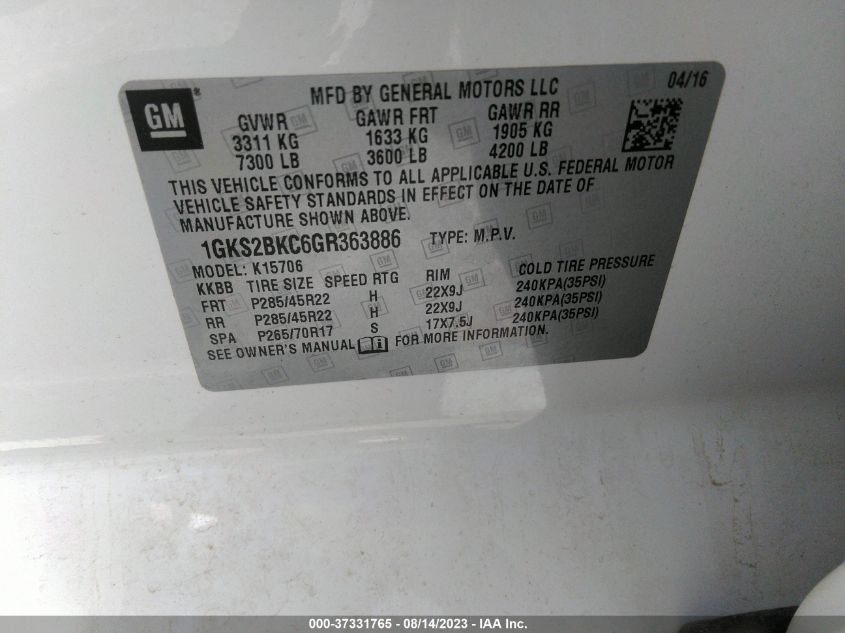 GM
MFD BY GENERAL MOTORS LLC
04/16
GVWR GAWR FRT GAWR RR
3311 KG 1633 KG 1905 KG
7300 LB 3600 LB 4200 LB
THIS VEHICLE CONFORMS TO ALL APPLICABLE U.S. FEDERAL MOTOR
VEHICLE SAFETY STANDARDS IN EFFECT ON THE DATE OF
MANUFACTURE SHOWN ABOVE.
1GKS2BKC6GR363886 TYPE: M.P.V.
MODEL: K15706
KKBB TIRE SIZE SPEED RTG RIM COLD TIRE PRESSURE
FRT P285/45R22 H 22X9J 240KPA(35PSI)
RR P285/45R22 H 22X9J 240KPA(35PSI)
SPA P265/70R17 S 17X7.5J 240KPA(35PSI)
SEE OWNER'S MANUAL FOR MORE INFORMATION.
000-37331765 - 08/14/2023 - IAA Inc.